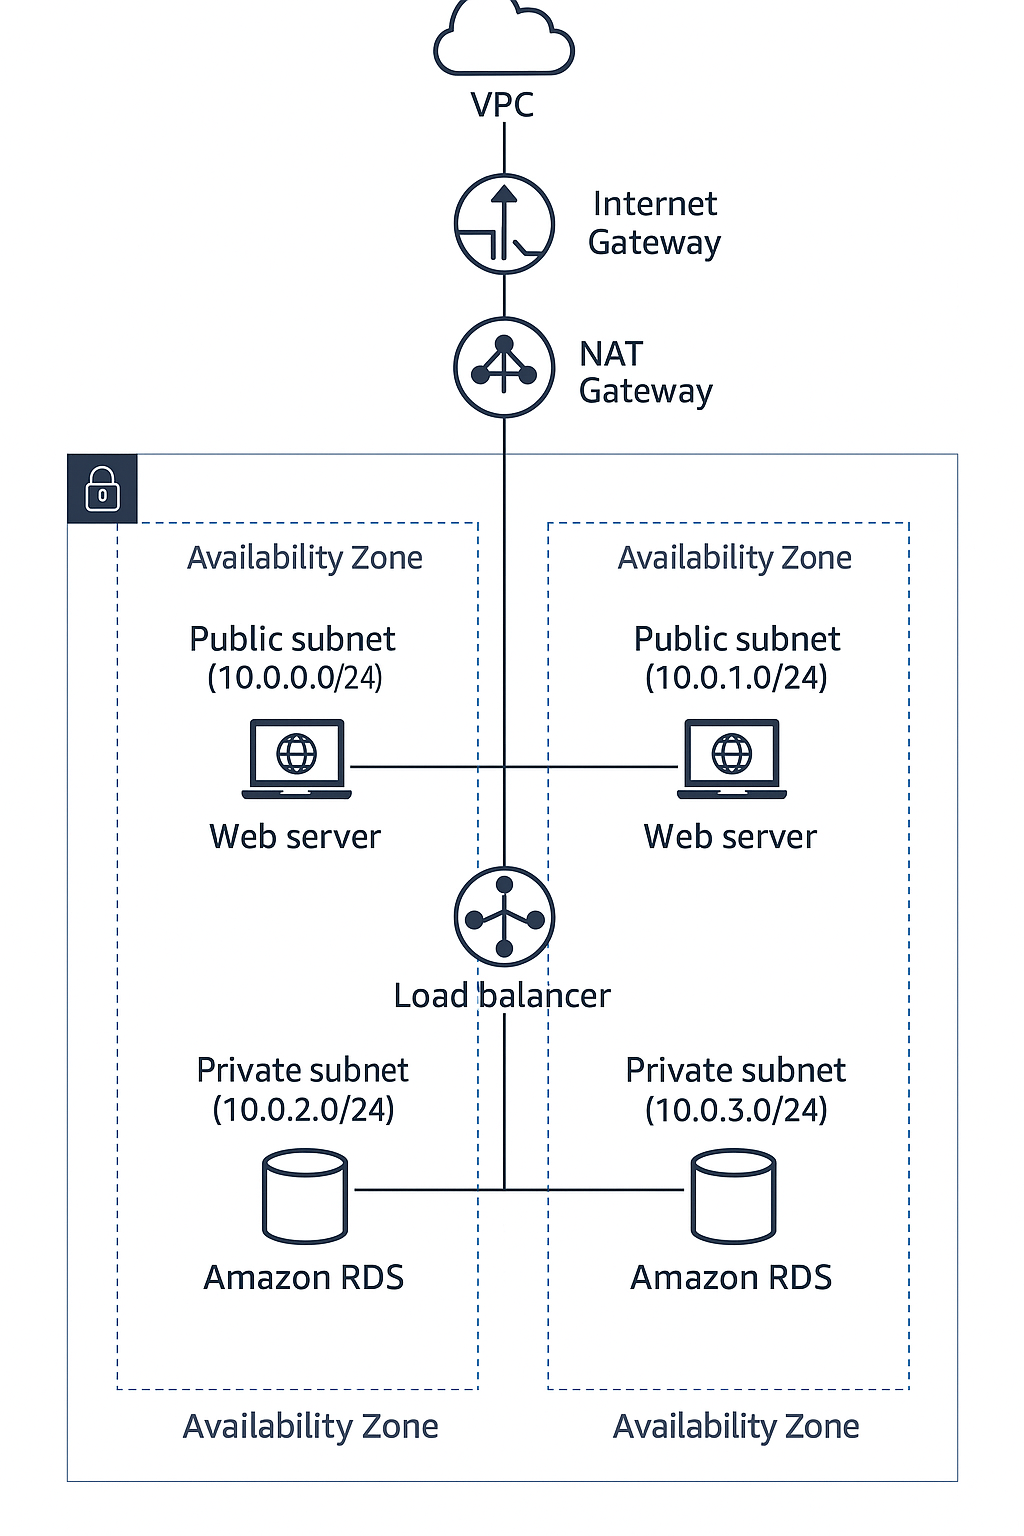 VPC
Internet
Gateway
NAT
Gateway
Availability Zone
Availability Zone
Public subnet
(10.0.0.0/24)
Public subnet
(10.0.1.0/24)
Web server
Web server
Load balancer
Private subnet
(10.0.2.0/24)
Private subnet
(10.0.3.0/24)
Amazon RDS
Amazon RDS
Availability Zone
Availability Zone